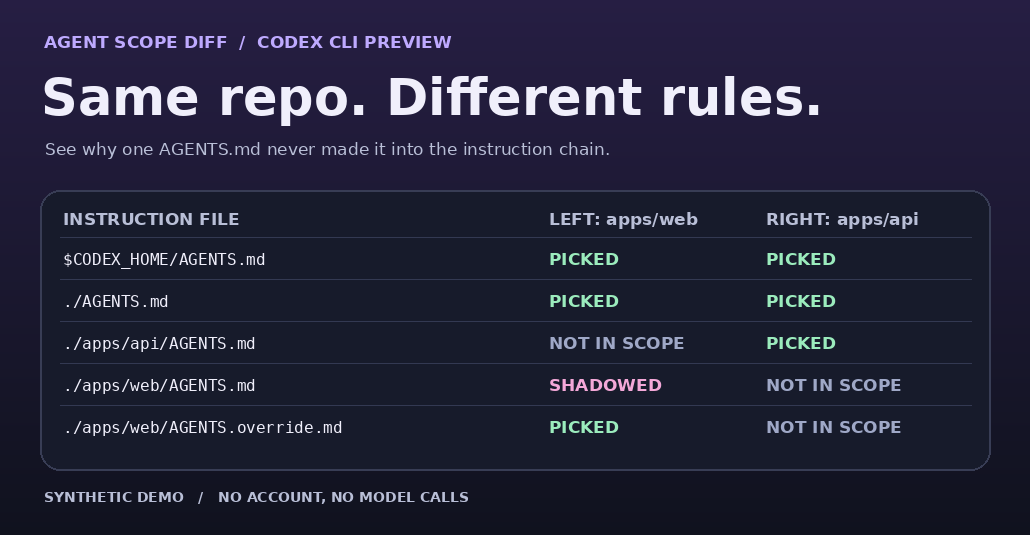 AGENT SCOPE DIFF / CODEX CLI PREVIEW
Same repo. Different rules.
See why one AGENTS.md never made it into the instruction chain.
INSTRUCTION FILE LEFT: apps/web RIGHT: apps/api
$CODEX_HOME/AGENTS.md PICKED PICKED
./AGENTS.md PICKED PICKED
./apps/api/AGENTS.md NOT IN SCOPE PICKED
./apps/web/AGENTS.md SHADOWED NOT IN SCOPE
./apps/web/AGENTS.override.md PICKED NOT IN SCOPE
SYNTHETIC DEMO / NO ACCOUNT, NO MODEL CALLS